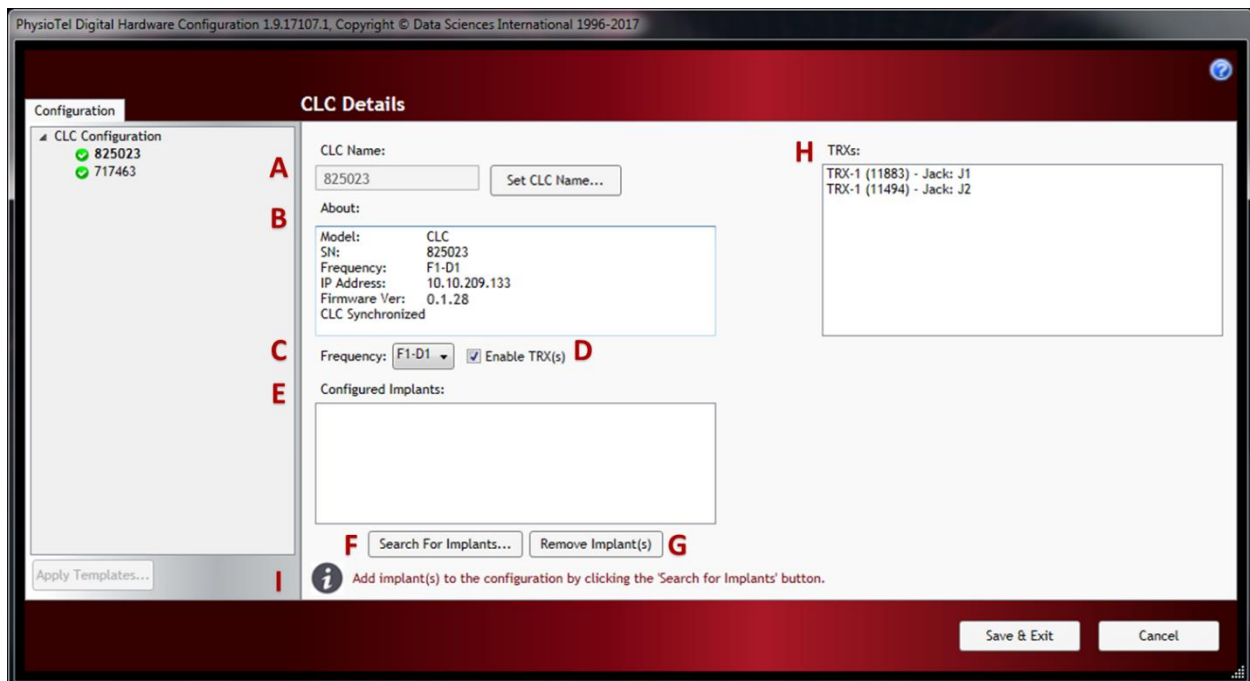 PhysioTel Digital Hardware Configuration 1.9.17107.1, Copyright © Data Sciences International 1996-2017
Configuration
CLC Details
CLC Configuration
825023
717463
A
CLC Name:
825023
Set CLC Name...
B
About:
Model: CLC
SN: 825023
Frequency: F1-D1
IP Address: 10.10.209.133
Firmware Ver: 0.1.28
CLC Synchronized
C
Frequency: F1-D1
Enable TRX(s)
D
E
Configured Implants:
F
Search For Implants...
Remove Implant(s)
G
H
TRXs:
TRX-1 (11883) - Jack: J1
TRX-1 (11494) - Jack: J2
Apply Templates...
I
i
Add implant(s) to the configuration by clicking the 'Search for Implants' button.
Save & Exit
Cancel
?